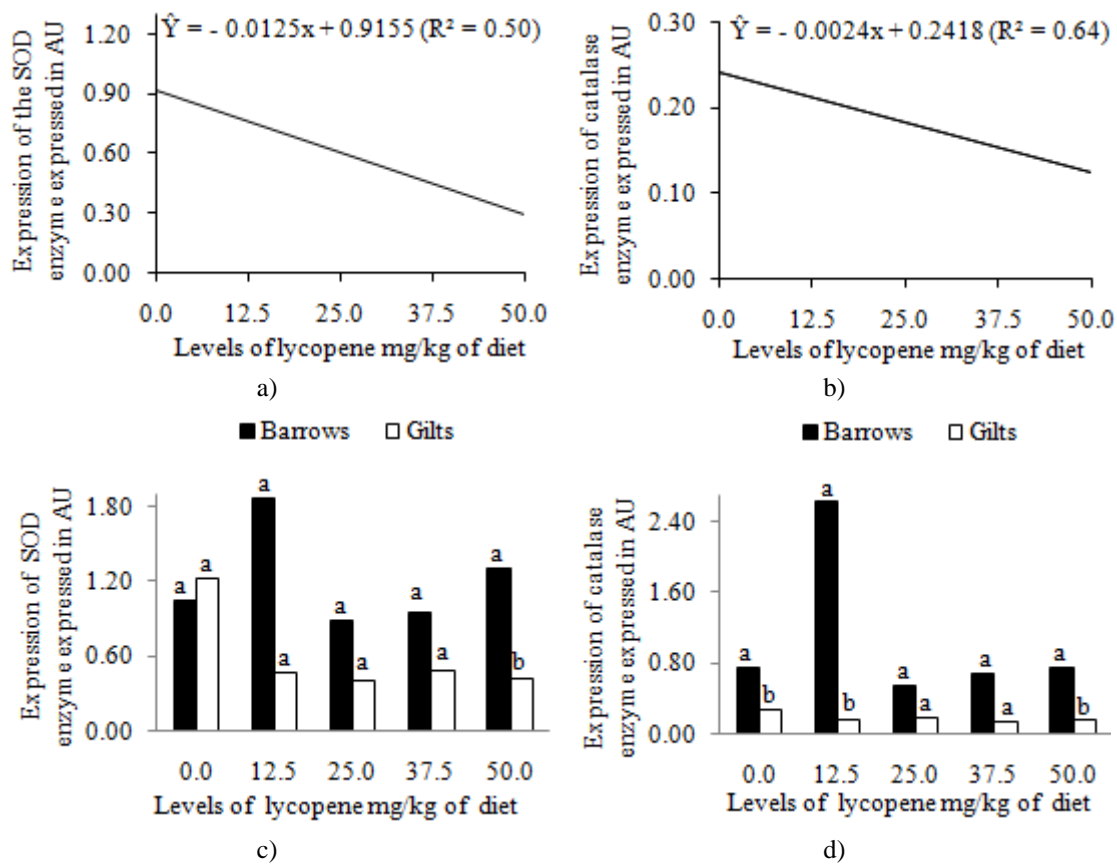 Expression of the SOD
enzyme expressed in AU
Ŷ = - 0.0125x + 0.9155 (R² = 0.50)
1.20
0.90
0.60
0.30
0.00
0.0 12.5 25.0 37.5 50.0
Levels of lycopene mg/kg of diet
a)
Expression of catalase
enzyme expressed in AU
Ŷ = - 0.0024x + 0.2418 (R² = 0.64)
0.30
0.20
0.10
0.00
0.0 12.5 25.0 37.5 50.0
Levels of lycopene mg/kg of diet
b)
Barrows Gilts
Expression of SOD
enzyme expressed in AU
1.80
1.20
0.60
0.00
a a a a a a a a a b
0.0 12.5 25.0 37.5 50.0
Levels of lycopene mg/kg of diet
c)
Barrows Gilts
Expression of catalase
enzyme expressed in AU
2.40
1.60
0.80
0.00
a b a b a a a a a b
0.0 12.5 25.0 37.5 50.0
Levels of lycopene mg/kg of diet
d)